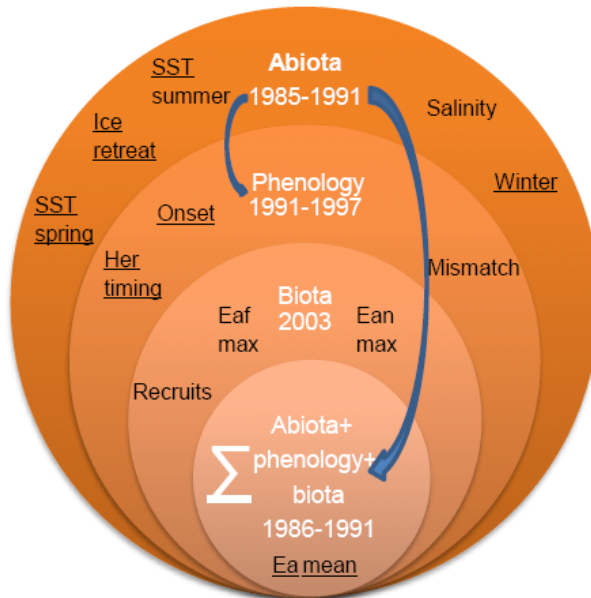 SST
summer
Abiota
1985-1991
Salinity
Ice
retreat
Winter
SST
spring
Phenology
1991-1997
Onset
Her
timing
Mismatch
Biota
2003
Eaf
max
Ean
max
Recruits
Abiota+
∑ phenology+
biota
1986-1991
Ea mean